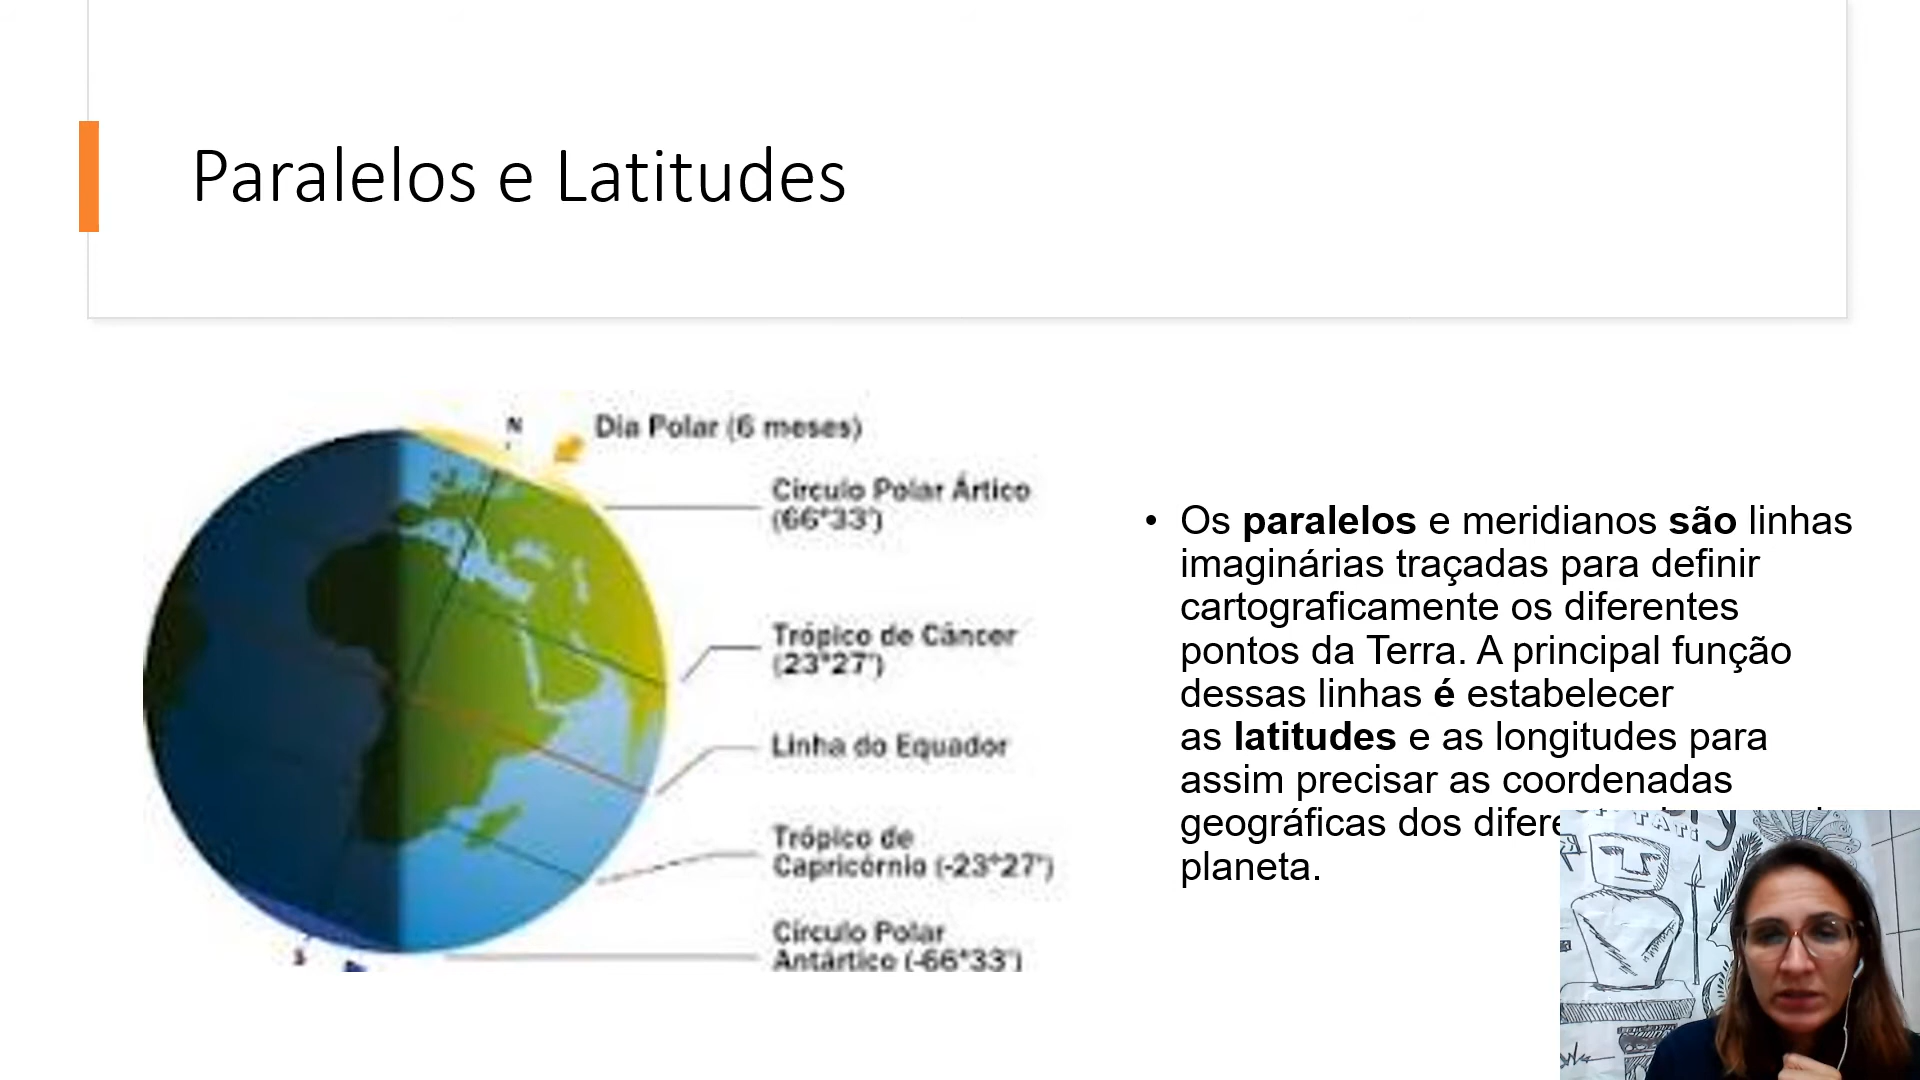 Paralelos e Latitudes
N
Dia Polar (6 meses)
Círculo Polar Ártico
(66°33')
Trópico de Câncer
(23°27')
Linha do Equador
Trópico de
Capricórnio (-23°27')
Círculo Polar
Antártico (-66°33')
S
• Os paralelos e meridianos são linhas
imaginárias traçadas para definir
cartograficamente os diferentes
pontos da Terra. A principal função
dessas linhas é estabelecer
as latitudes e as longitudes para
assim precisar as coordenadas
geográficas dos
planeta.
TATI